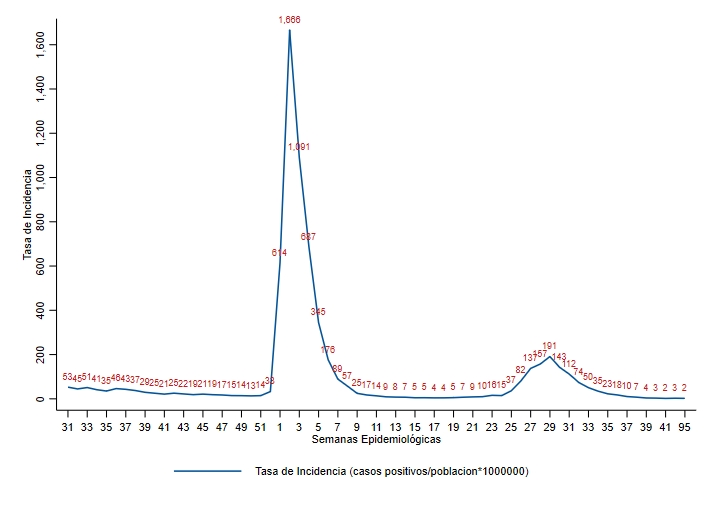 Tasa de Incidencia
1,600
1,400
1,200
1,000
800
600
400
200
0
1,666
1,091
614
345
176
89
57
53 45 51 41 35 46 43 37 29 25 21 25 22 19 21 19 17 15 14 13 14
25 17 14 9 8 7 5 5 4 4 5 7 9 10 16 15 37 82 137 157 191 143 112 74 50 35 23 18 10 7 4 3 2 3 2
31 33 35 37 39 41 43 45 47 49 51 1 3 5 7 9 11 13 15 17 19 21 23 25 27 29 31 33 35 37 39 41 95
Semanas Epidemiológicas
Tasa de Incidencia (casos positivos/poblacion*1000000)